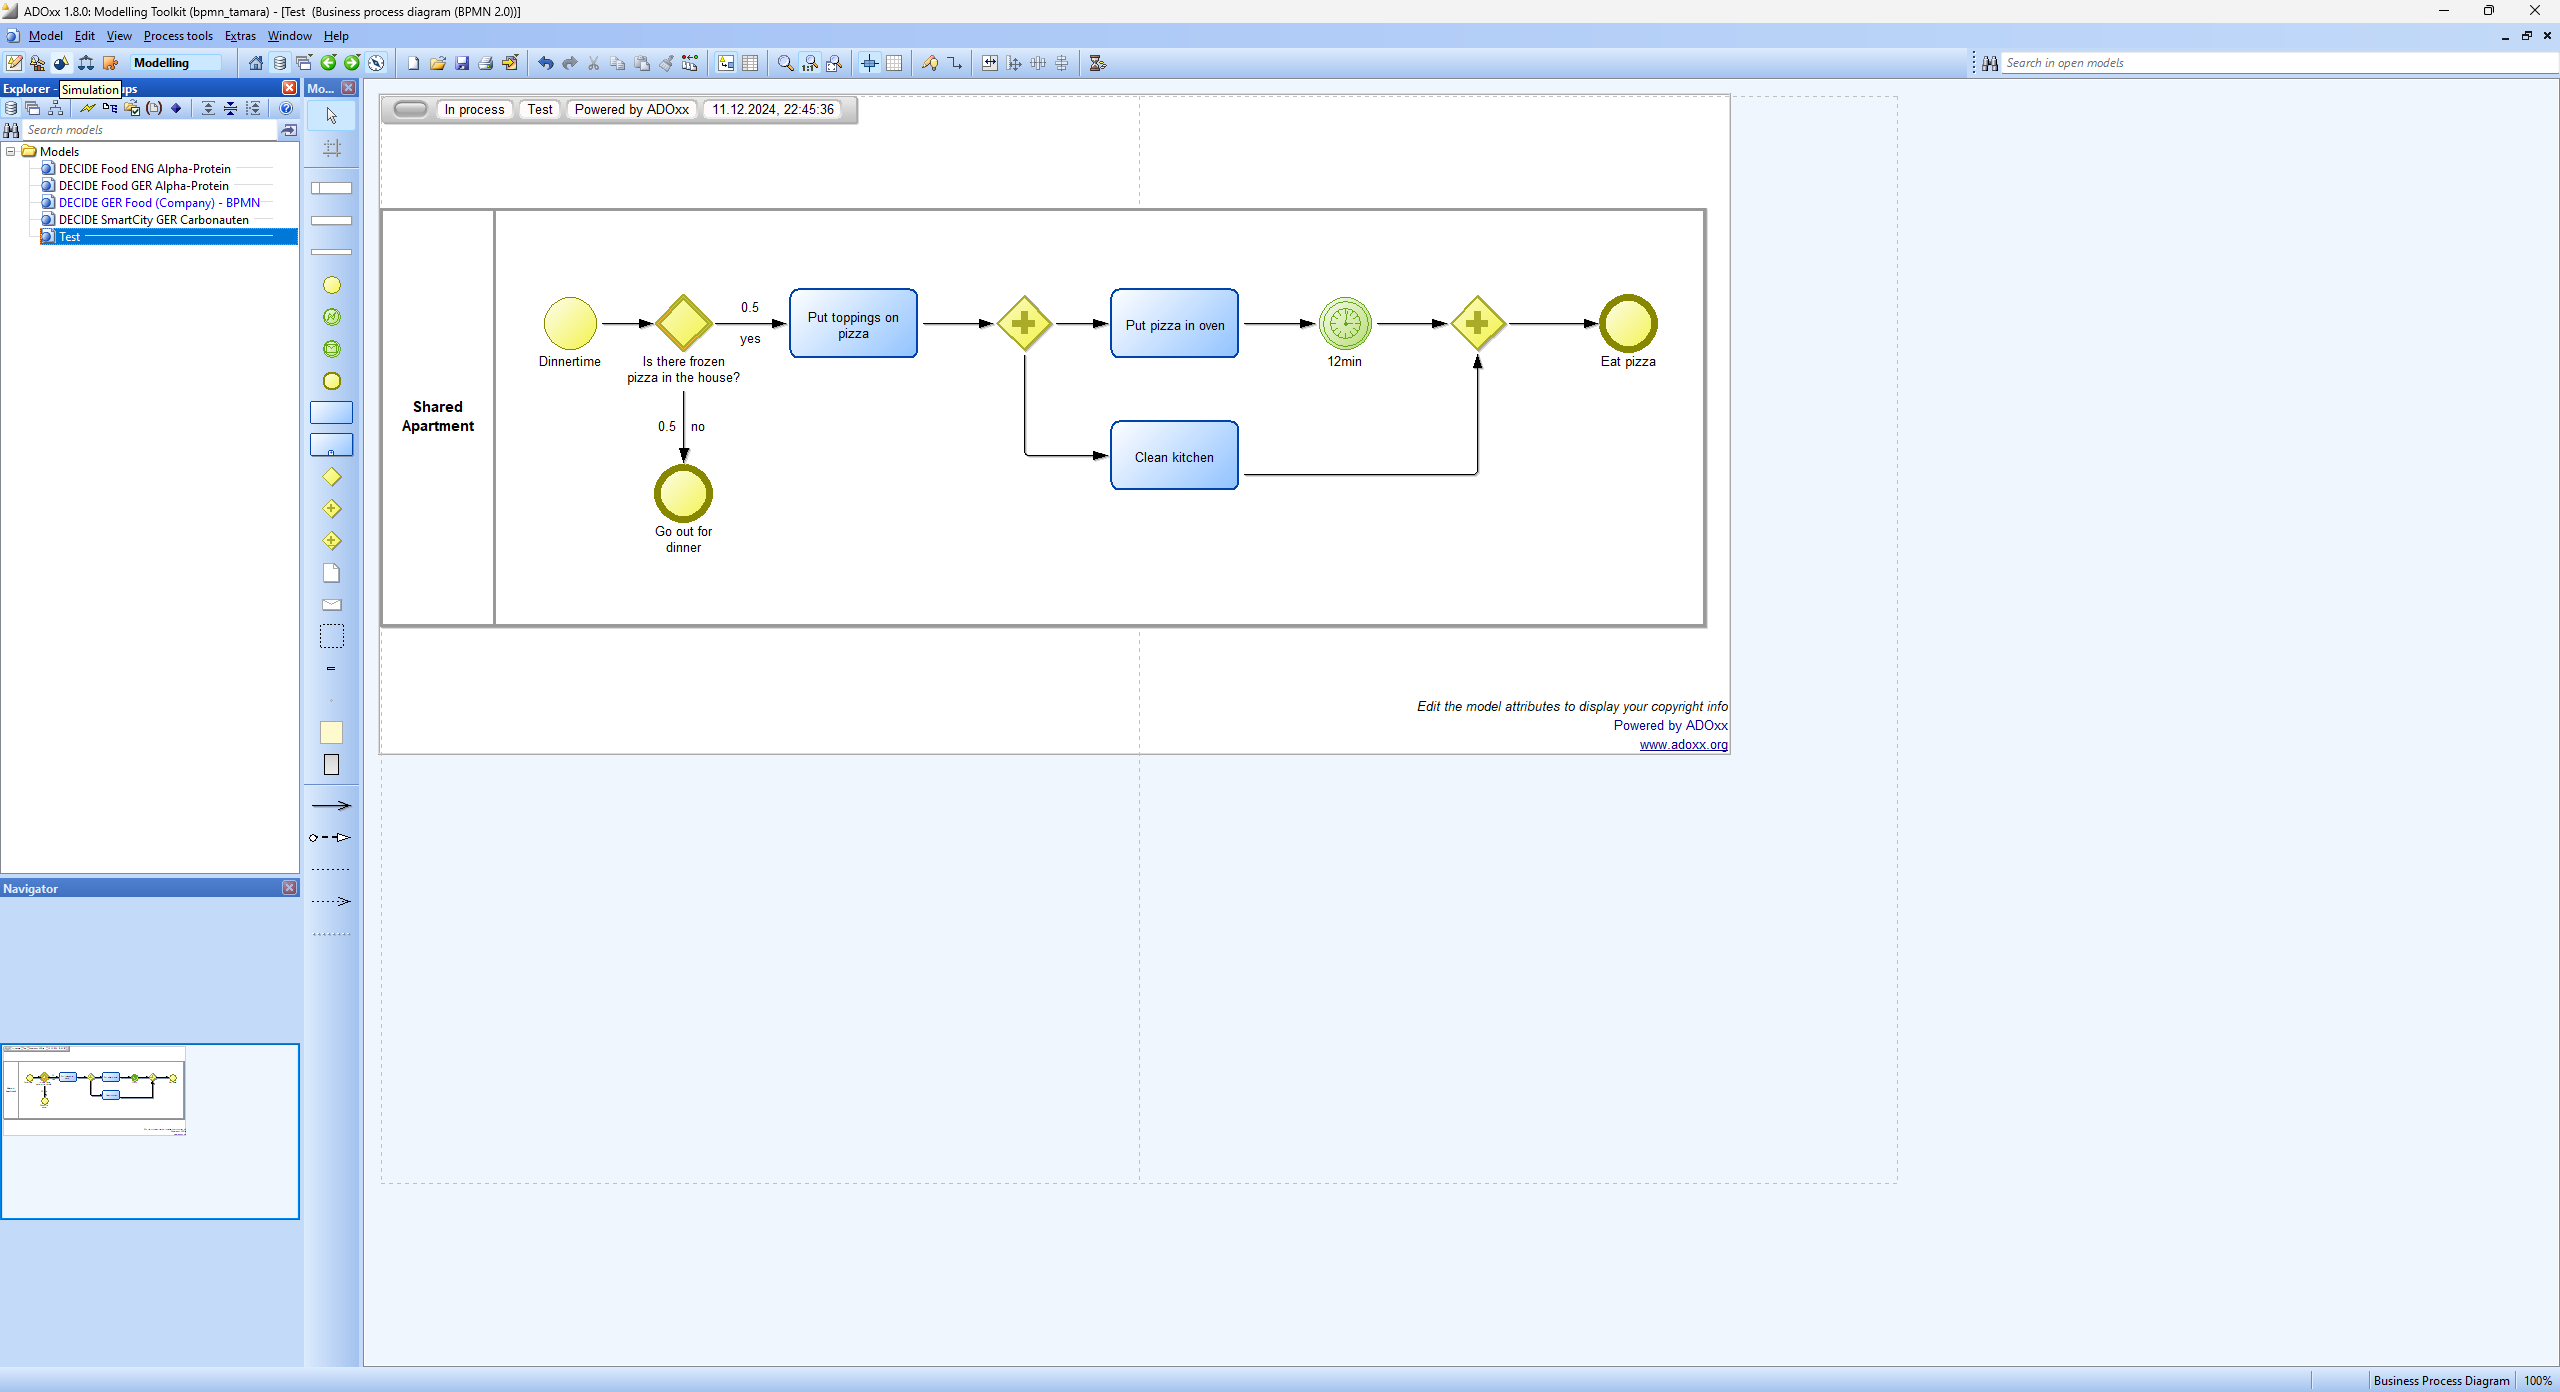 ADOxx 1.8.0: Modelling Toolkit (bpmn_tamara) - [Test  (Business process diagram (BPMN 2.0))]
Model Edit View Process tools Extras Window Help
Modelling
Search in open models
Explorer - ups
Simulation
Mo...
Search models
Models
DECIDE Food ENG Alpha-Protein
DECIDE Food GER Alpha-Protein
DECIDE GER Food (Company) - BPMN
DECIDE SmartCity GER Carbonauten
Test
Navigator
In process Test Powered by ADOxx 11.12.2024, 22:45:36
Shared
Apartment
Dinnertime
Is there frozen
pizza in the house?
0.5
yes
0.5 no
Go out for
dinner
Put toppings on
pizza
Put pizza in oven
Clean kitchen
12min
Eat pizza
Edit the model attributes to display your copyright info
Powered by ADOxx
www.adoxx.org
Business Process Diagram 100%